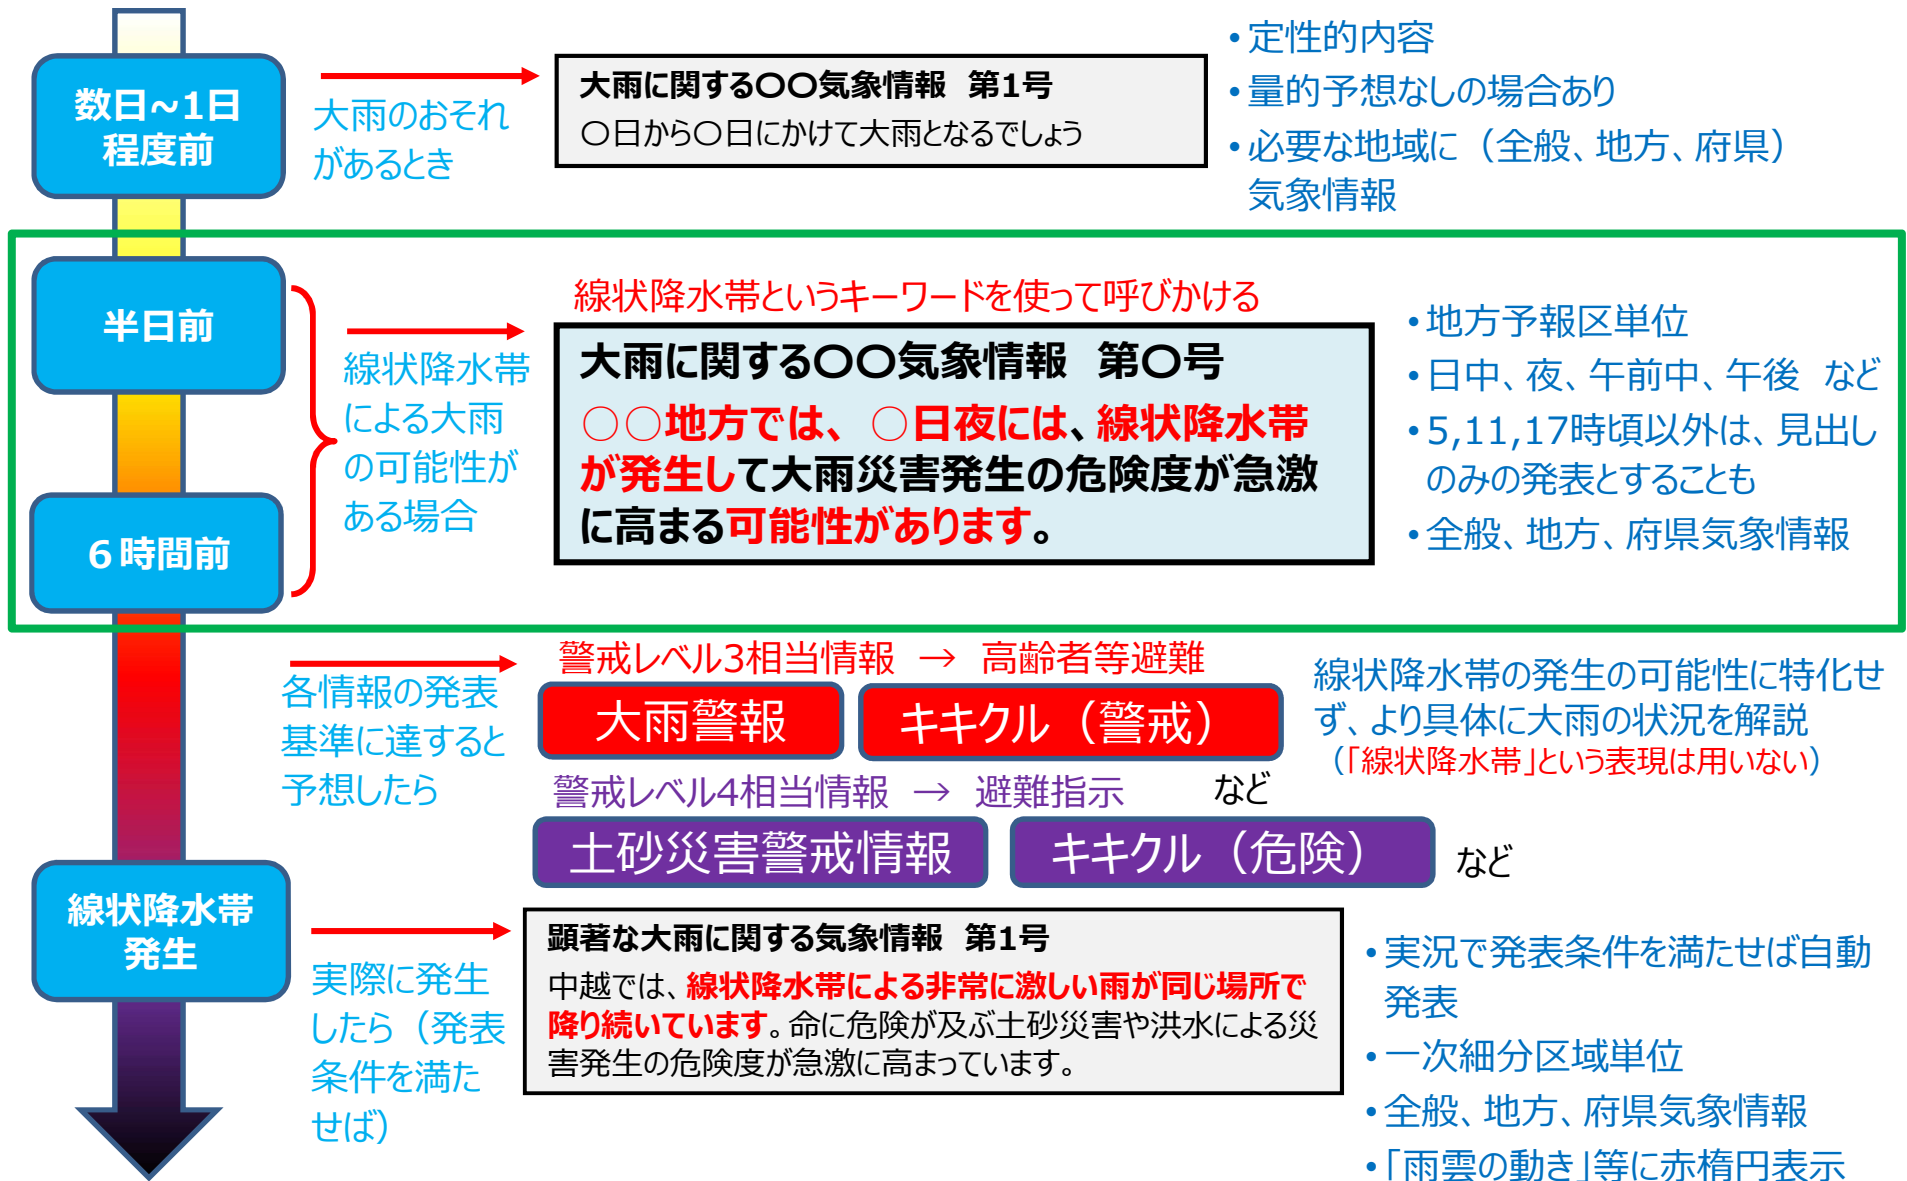 数日~1日
程度前
大雨のおそれ
があるとき
大雨に関する〇〇気象情報　第1号
〇日から〇日にかけて大雨となるでしょう
•定性的内容
•量的予想なしの場合あり
•必要な地域に（全般、地方、府県）
気象情報
半日前
６時間前
線状降水帯
による大雨
の可能性が
ある場合
線状降水帯というキーワードを使って呼びかける
大雨に関する〇〇気象情報　第〇号
○○地方では、○日夜には、線状降水帯
が発生して大雨災害発生の危険度が急激
に高まる可能性があります。
•地方予報区単位
•日中、夜、午前中、午後　など
•5,11,17時頃以外は、見出し
のみの発表とすることも
•全般、地方、府県気象情報
各情報の発表
基準に達すると
予想したら
警戒レベル3相当情報　→　高齢者等避難
大雨警報
キキクル（警戒）
など
警戒レベル4相当情報　→　避難指示
土砂災害警戒情報
キキクル（危険）
など
線状降水帯の発生の可能性に特化せ
ず、より具体に大雨の状況を解説
（「線状降水帯」という表現は用いない）
線状降水帯
発生
実際に発生
したら（発表
条件を満た
せば）
顕著な大雨に関する気象情報　第1号
中越では、線状降水帯による非常に激しい雨が同じ場所で
降り続いています。命に危険が及ぶ土砂災害や洪水による災
害発生の危険度が急激に高まっています。
•実況で発表条件を満たせば自動
発表
•一次細分区域単位
•全般、地方、府県気象情報
•「雨雲の動き」等に赤楕円表示